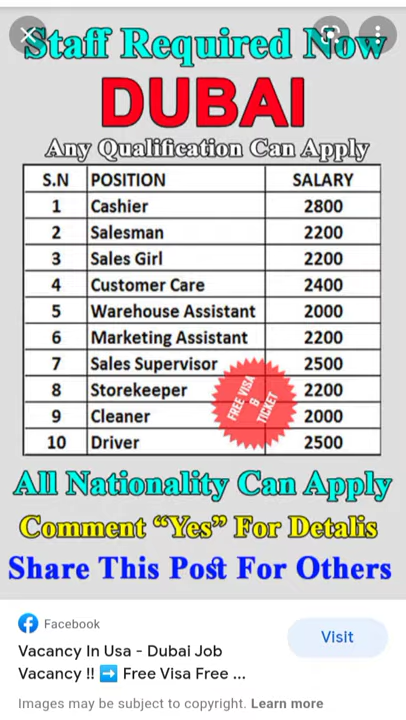 Staff Required Now
DUBAI
Any Qualification Can Apply
S.N POSITION SALARY
1 Cashier 2800
2 Salesman 2200
3 Sales Girl 2200
4 Customer Care 2400
5 Warehouse Assistant 2000
6 Marketing Assistant 2200
7 Sales Supervisor 2500
8 Storekeeper 2200
9 Cleaner 2000
10 Driver 2500
FREE VISA
&
TICKET
All Nationality Can Apply
Comment “Yes” For Detalis
Share This Post For Others
Facebook
Vacancy In Usa - Dubai Job
Vacancy !! ➡️ Free Visa Free ...
Visit
Images may be subject to copyright. Learn more